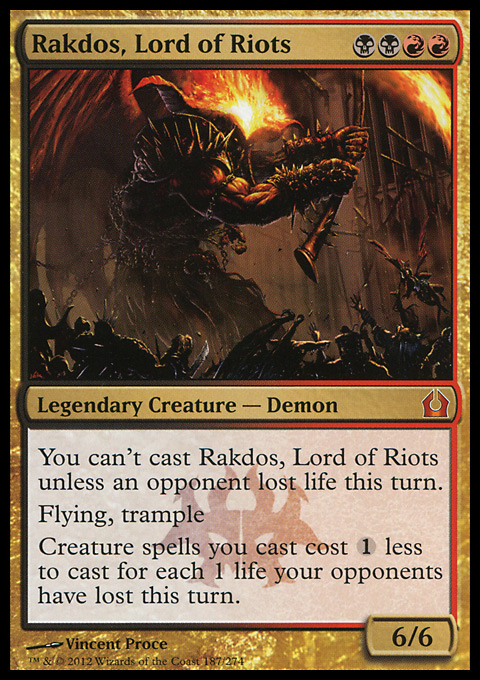 Rakdos, Lord of Riots
Legendary Creature — Demon
You can't cast Rakdos, Lord of Riots
unless an opponent lost life this turn.
Flying, trample
Creature spells you cast cost 1 less
to cast for each 1 life your opponents
have lost this turn.
6/6
Vincent Proce
™ & © 2012 Wizards of the Coast 187/274